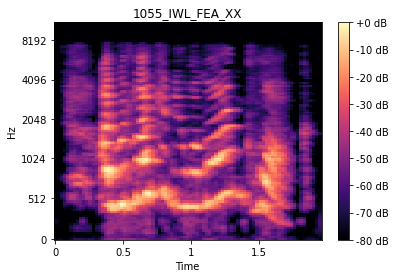 1055_IWL_FEA_XX
+0 dB
8192
-10 dB
4096
-20 dB
-30 dB
2048
Hz
-40 dB
1024
-50 dB
512
-60 dB
-70 dB
0
-80 dB
0
0.5
1
1.5
Time